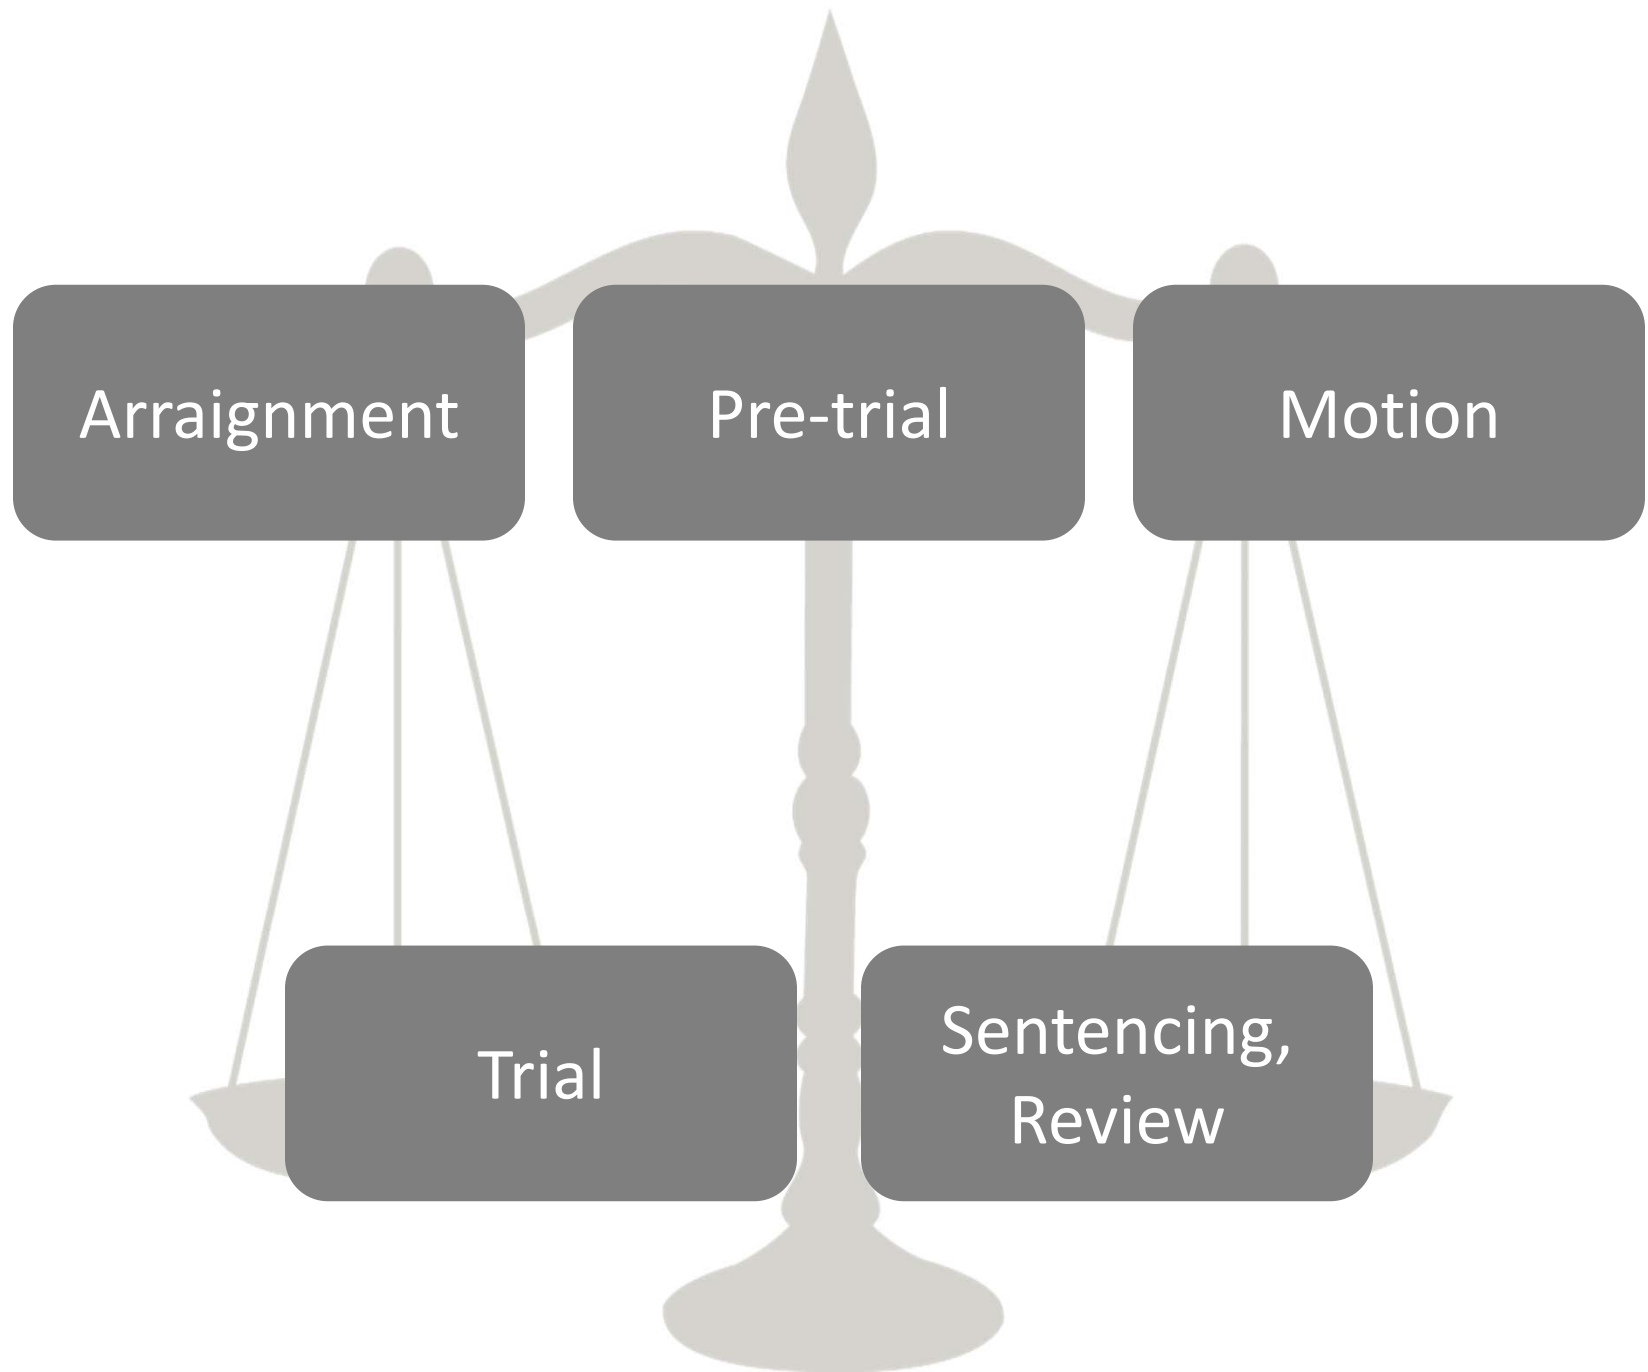 Arraignment
Pre-trial
Motion
Trial
Sentencing,
Review